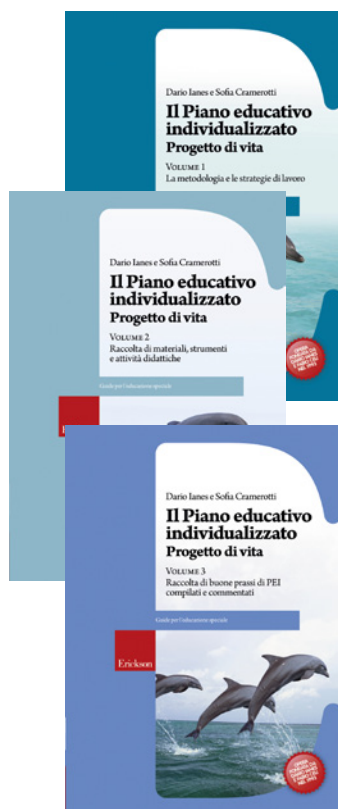 Dario Ianes e Sofia Cramerotti
Il Piano educativo
individualizzato
Progetto di vita
VOLUME 1
La metodologia e le strategie di lavoro
Dario Ianes e Sofia Cramerotti
Il Piano educativo
individualizzato
Progetto di vita
VOLUME 2
Raccolta di materiali, strumenti
e attività didattiche
Guide per l'educazione speciale
Dario Ianes e Sofia Cramerotti
Il Piano educativo
individualizzato
Progetto di vita
VOLUME 3
Raccolta di buone prassi di PEI
compilati e commentati
Guide per l'educazione speciale
Erickson